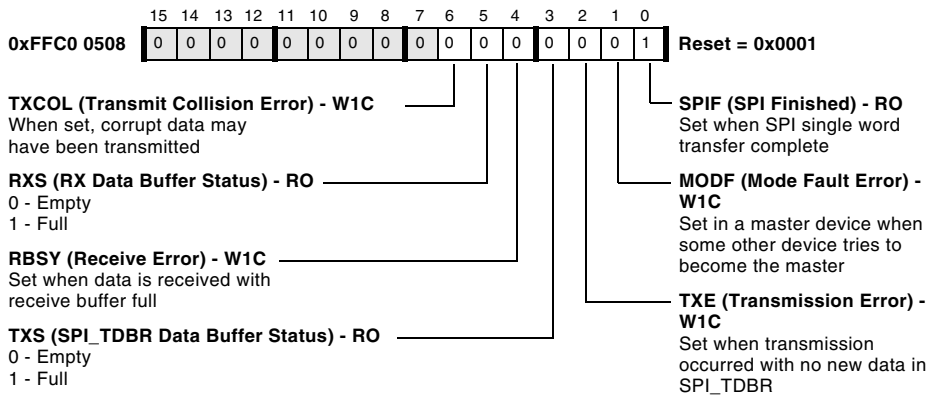 15 14 13 12 11 10 9 8 7 6 5 4 3 2 1 0
0xFFC0 0508 0 0 0 0 0 0 0 0 0 0 0 0 0 0 0 1 Reset = 0x0001
TXCOL (Transmit Collision Error) - W1C
When set, corrupt data may
have been transmitted
RXS (RX Data Buffer Status) - RO
0 - Empty
1 - Full
RBSY (Receive Error) - W1C
Set when data is received with
receive buffer full
TXS (SPI_TDBR Data Buffer Status) - RO
0 - Empty
1 - Full
SPIF (SPI Finished) - RO
Set when SPI single word
transfer complete
MODF (Mode Fault Error) -
W1C
Set in a master device when
some other device tries to
become the master
TXE (Transmission Error) -
W1C
Set when transmission
occurred with no new data in
SPI_TDBR